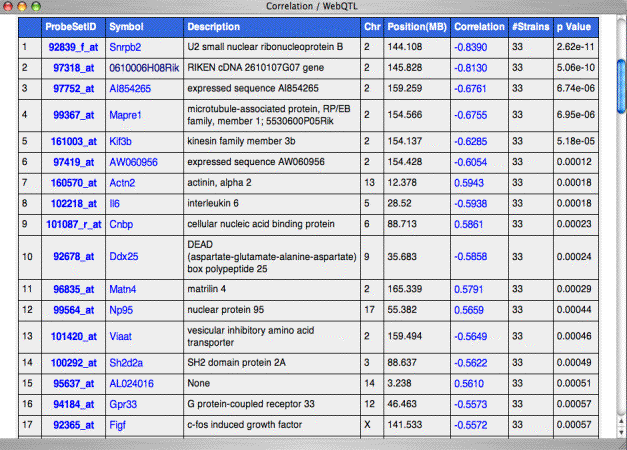 Correlation / WebQTL
ProbeSetID Symbol Description Chr Position(MB) Correlation #Strains p Value
1 92839_f_at Snrpb2 U2 small nuclear ribonucleoprotein B 2 144.108 -0.8390 33 2.62e-11
2 97318_at 0610006H08Rik RIKEN cDNA 2610107G07 gene 2 145.828 -0.8130 33 5.06e-10
3 97752_at AI854265 expressed sequence AI854265 2 159.259 -0.6761 33 6.74e-06
4 99367_at Mapre1 microtubule-associated protein, RP/EB family, member 1; 5530600P05Rik 2 154.566 -0.6755 33 6.95e-06
5 161003_at Kif3b kinesin family member 3b 2 154.137 -0.6285 33 5.18e-05
6 97419_at AW060956 expressed sequence AW060956 2 154.428 -0.6054 33 0.00012
7 160570_at Actn2 actinin, alpha 2 13 12.378 0.5943 33 0.00018
8 102218_at Il6 interleukin 6 5 28.52 -0.5938 33 0.00018
9 101087_r_at Cnbp cellular nucleic acid binding protein 6 88.713 0.5861 33 0.00023
10 92678_at Ddx25 DEAD (aspartate-glutamate-alanine-aspartate) box polypeptide 25 9 35.683 -0.5858 33 0.00024
11 96835_at Matn4 matrilin 4 2 165.339 0.5791 33 0.00029
12 99564_at Np95 nuclear protein 95 17 55.382 0.5659 33 0.00044
13 101420_at Viaat vesicular inhibitory amino acid transporter 2 159.494 -0.5649 33 0.00046
14 100292_at Sh2d2a SH2 domain protein 2A 3 88.637 -0.5622 33 0.00049
15 95637_at AL024016 None 14 3.238 0.5610 33 0.00051
16 94184_at Gpr33 G protein-coupled receptor 33 12 46.463 -0.5573 33 0.00057
17 92365_at Figf c-fos induced growth factor X 141.533 -0.5572 33 0.00057